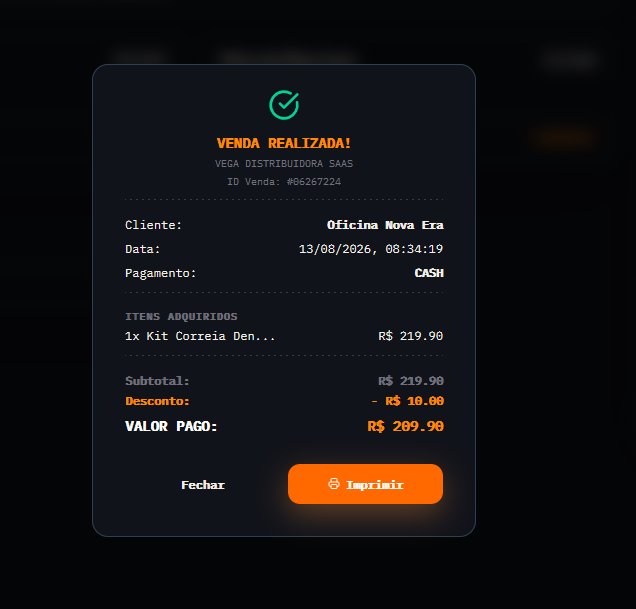 VENDA REALIZADA!
VEGA DISTRIBUIDORA SAAS
ID Venda: #06267224
Cliente: Oficina Nova Era
Data: 13/08/2026, 08:34:19
Pagamento: CASH
ITENS ADQUIRIDOS
1x Kit Correia Den... R$ 219.90
Subtotal: R$ 219.90
Desconto: - R$ 10.00
VALOR PAGO: R$ 209.90
Fechar Imprimir